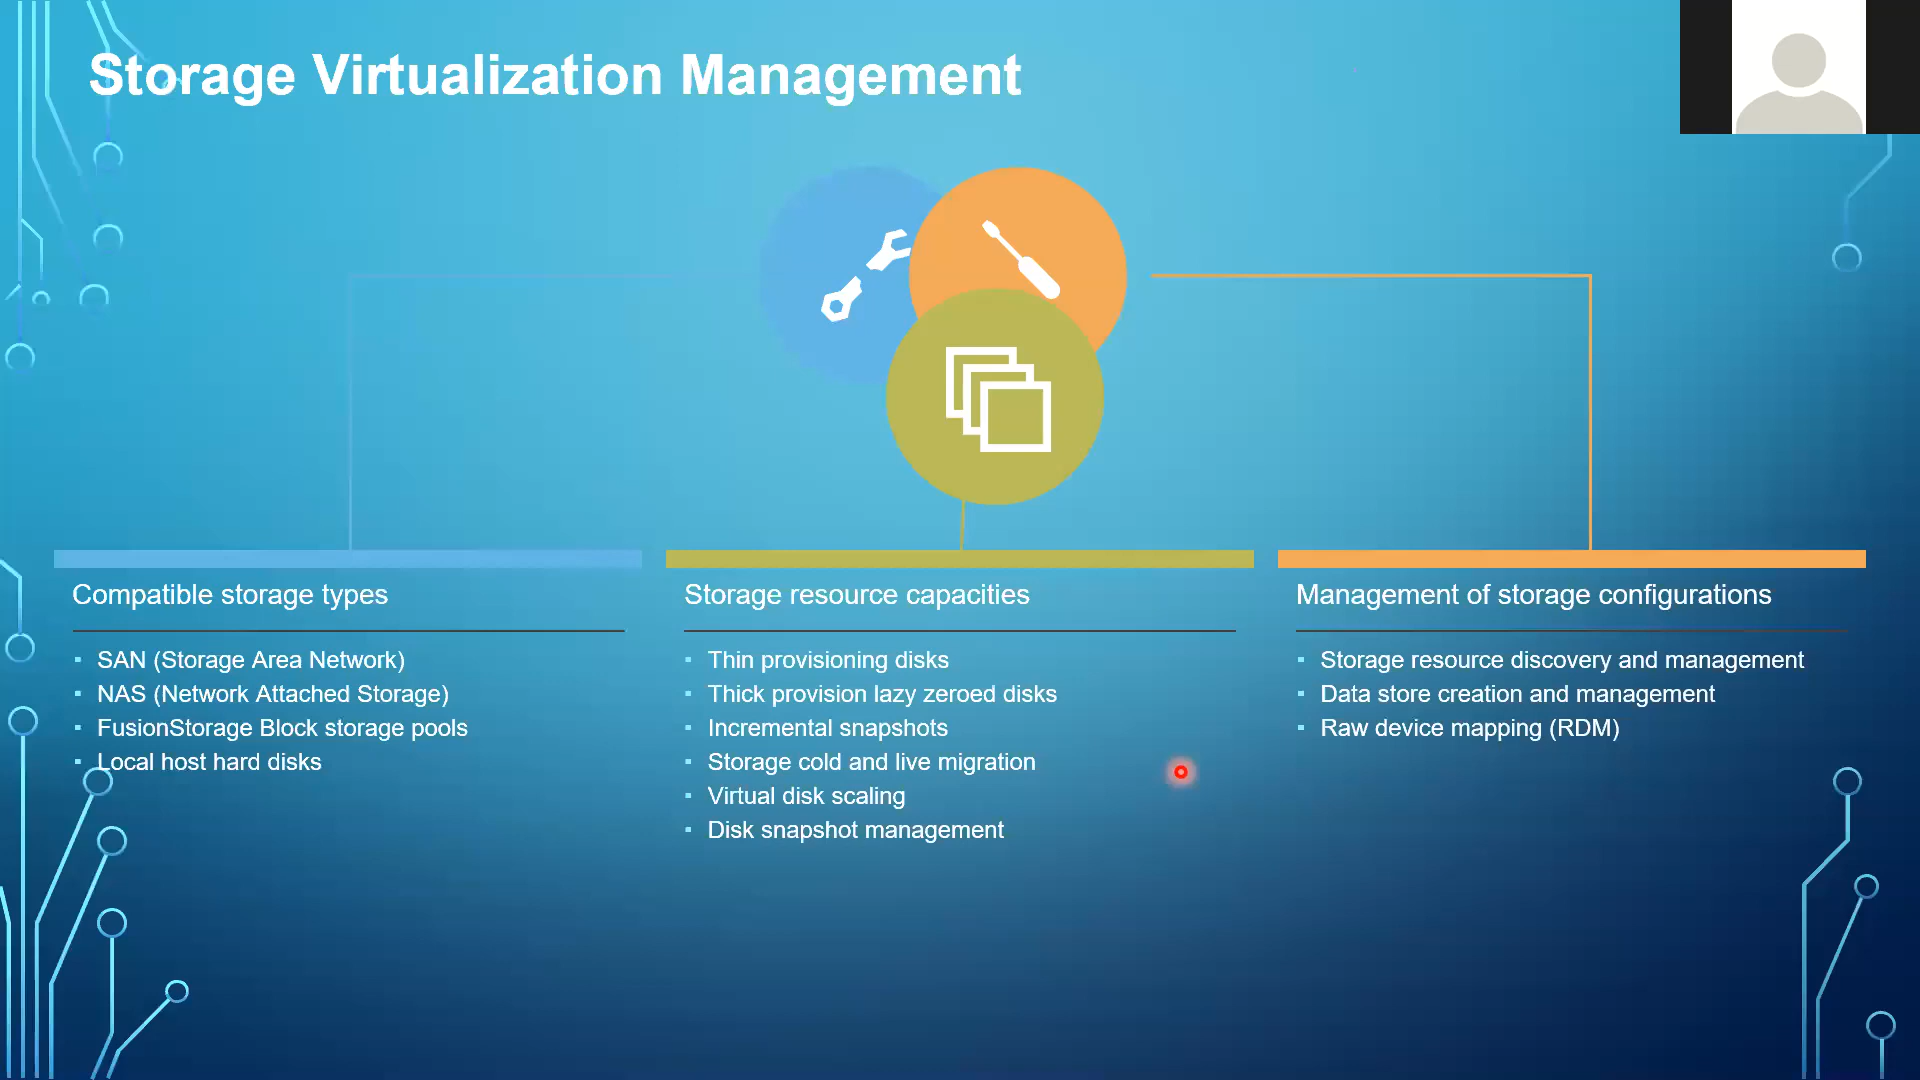 Storage Virtualization Management
Compatible storage types
SAN (Storage Area Network)
NAS (Network Attached Storage)
FusionStorage Block storage pools
Local host hard disks
Storage resource capacities
Thin provisioning disks
Thick provision lazy zeroed disks
Incremental snapshots
Storage cold and live migration
Virtual disk scaling
Disk snapshot management
Management of storage configurations
Storage resource discovery and management
Data store creation and management
Raw device mapping (RDM)